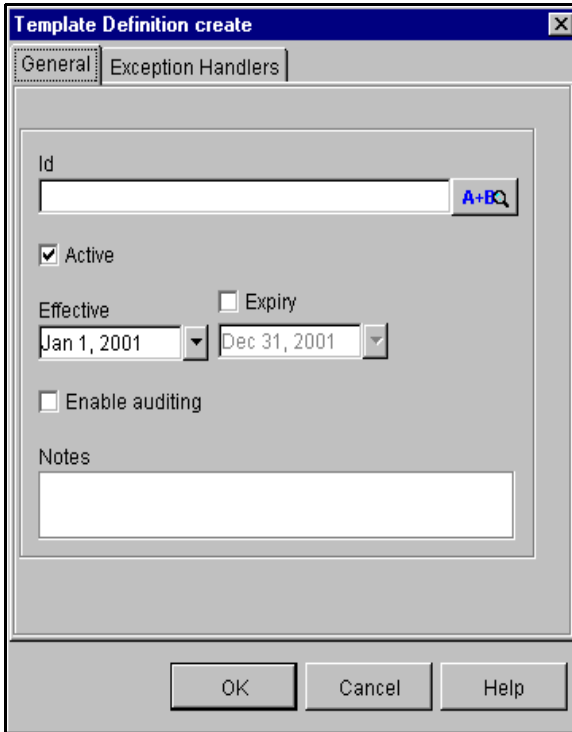 Template Definition create
General Exception Handlers
Id
A+B
Active
Effective Expiry
Jan 1, 2001 Dec 31, 2001
Enable auditing
Notes
OK Cancel Help